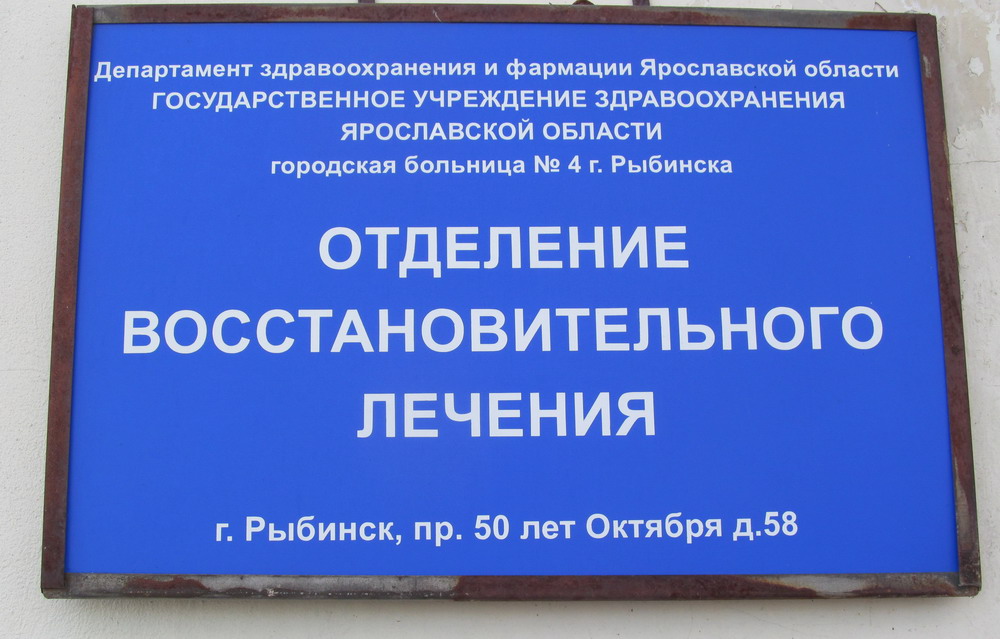 Департамент здравоохранения и фармации Ярославской области
ГОСУДАРСТВЕННОЕ УЧРЕЖДЕНИЕ ЗДРАВООХРАНЕНИЯ
ЯРОСЛАВСКОЙ ОБЛАСТИ
городская больница № 4 г. Рыбинска
ОТДЕЛЕНИЕ
ВОССТАНОВИТЕЛЬНОГО
ЛЕЧЕНИЯ
г. Рыбинск, пр. 50 лет Октября д.58